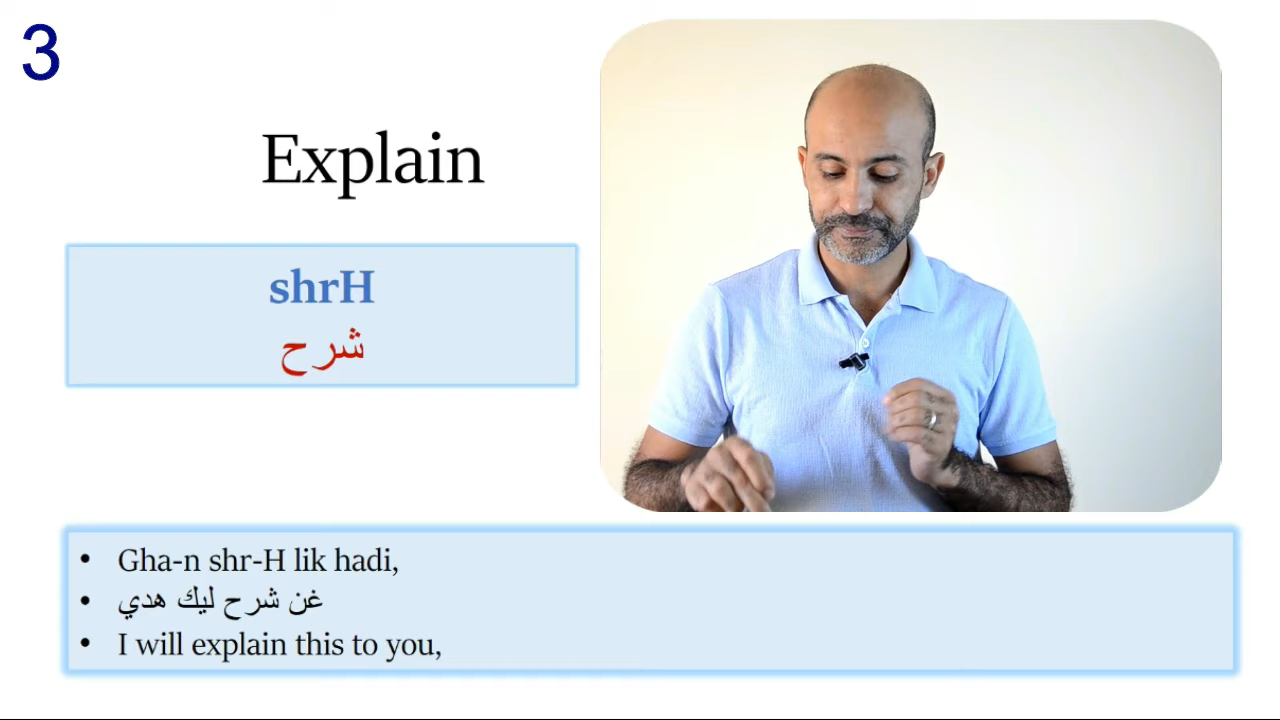 3
Explain
shrH
شرح
• Gha-n shr-H lik hadi,
• غن شرح ليك هدي
• I will explain this to you,